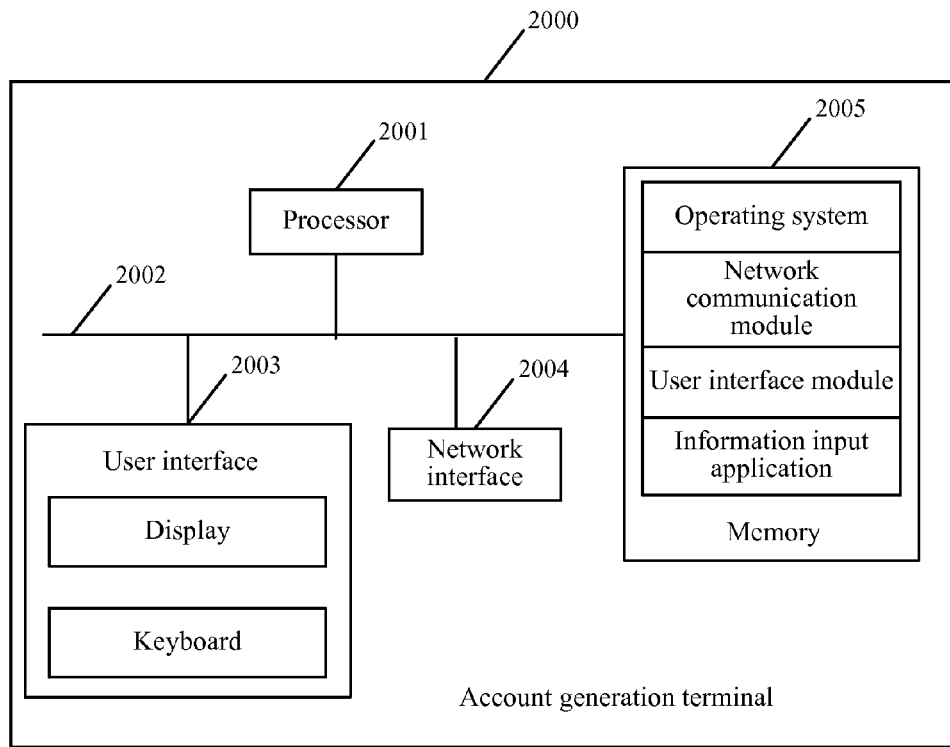 2000
2001
2005
Processor
Operating system
Network
communication
module
2002
2003
2004
User interface module
User interface
Network
interface
Information input
application
Display
Memory
Keyboard
Account generation terminal